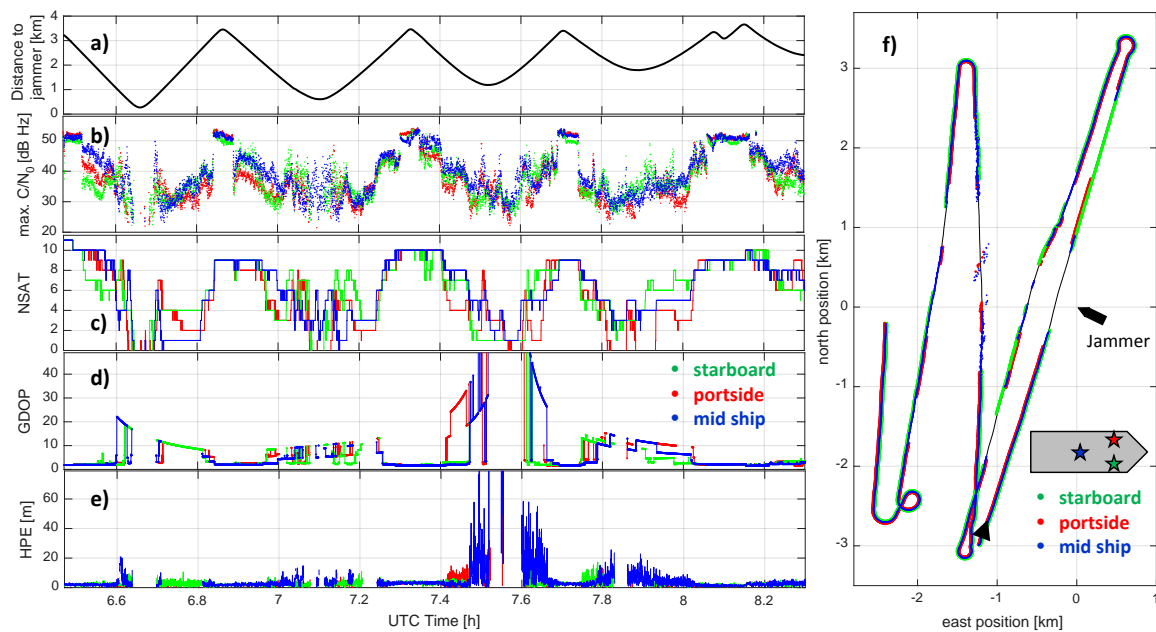 a)
Distance to
jammer [km]
4
3
2
1
0
b)
max. C/N0 [dB Hz]
50
40
30
20
c)
NSAT
10
8
6
4
2
0
d)
GDOP
40
30
20
10
starboard
portside
mid ship
e)
HPE [m]
60
40
20
0
6.6 6.8 7 7.2 7.4 7.6 7.8 8 8.2
UTC Time [h]
f)
north position [km]
3
2
1
0
-1
-2
-3
Jammer
starboard
portside
mid ship
-2 -1 0 1
east position [km]